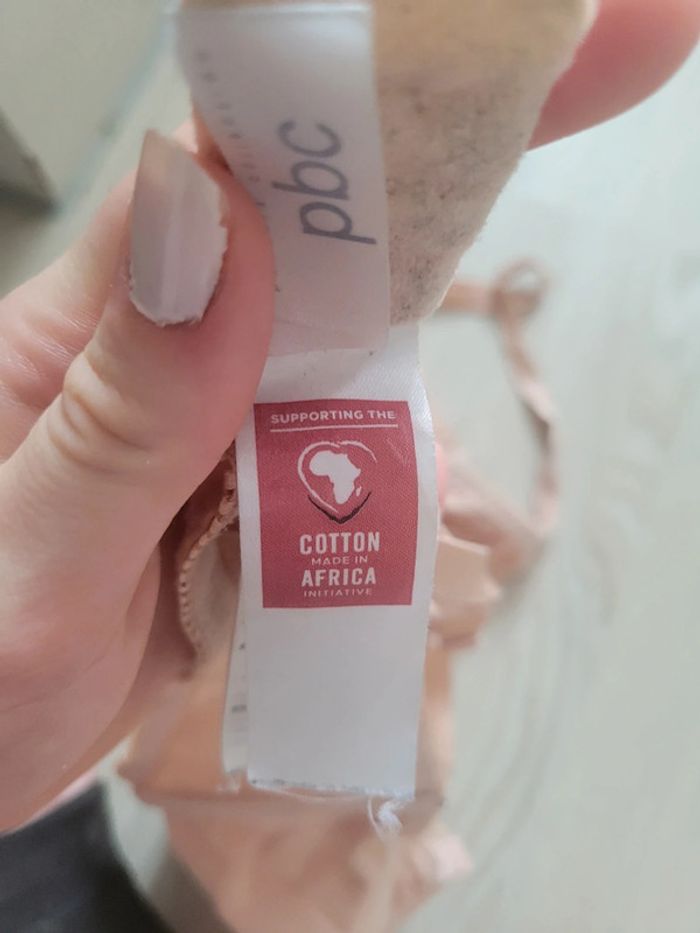 pbc
SUPPORTING THE
COTTON
MADE IN
AFRICA
INITIATIVE